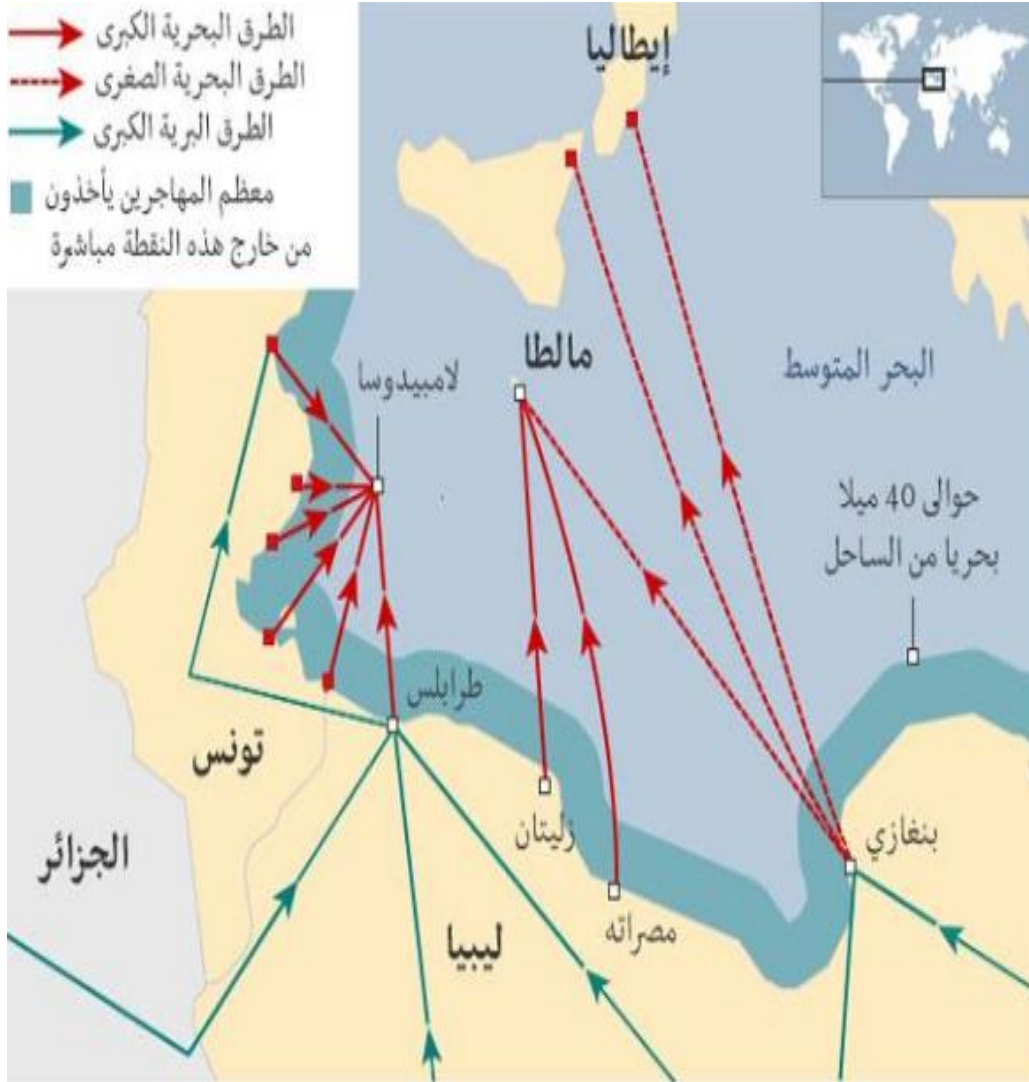 الطرق البحرية الكبرى
الطرق البحرية الصغرى
الطرق البرية الكبرى
معظم المهاجرين يأخذون
من خارج هذه النقطة مباشرة
إيطاليا
مالطا
البحر المتوسط
لامبيدوسا
حوالى 40 ميلا
بحريا من الساحل
طرابلس
تونس
زليتان
بنغازي
الجزائر
مصراته
ليبيا